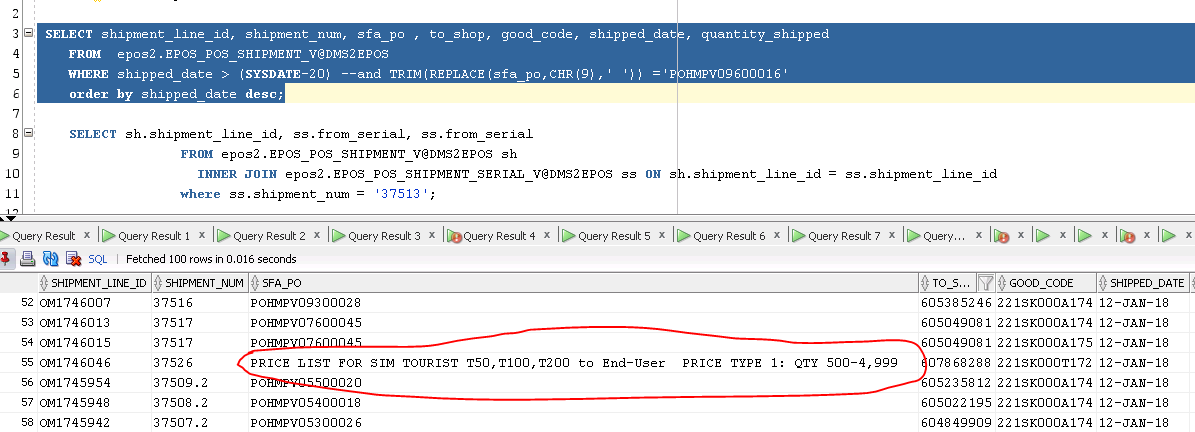 2
3 SELECT shipment_line_id, shipment_num, sfa_po , to_shop, good_code, shipped_date, quantity_shipped
4 FROM epos2.EPOS_POS_SHIPMENT_V@DMS2EPOS
5 WHERE shipped_date > (SYSDATE-20) --and TRIM(REPLACE(sfa_po,CHR(9),' ')) ='POHMPV09600016'
6 order by shipped_date desc;
7
8 SELECT sh.shipment_line_id, ss.from_serial, ss.from_serial
9 FROM epos2.EPOS_POS_SHIPMENT_V@DMS2EPOS sh
10 INNER JOIN epos2.EPOS_POS_SHIPMENT_SERIAL_V@DMS2EPOS ss ON sh.shipment_line_id = ss.shipment_line_id
11 where ss.shipment_num = '37513';
Query Result x Query Result 1 x Query Result 2 x Query Result 3 x Query Result 4 x Query Result 5 x Query Result 6 x Query Result 7 x Query... x x x x x
SQL | Fetched 100 rows in 0.016 seconds
SHIPMENT_LINE_ID SHIPMENT_NUM SFA_PO TO_S... GOOD_CODE SHIPPED_DATE
52 OM1746007 37516 POHMPV09300028 605385246 221SK000A174 12-JAN-18
53 OM1746013 37517 POHMPV07600045 605049081 221SK000A174 12-JAN-18
54 OM1746015 37517 POHMPV07600045 605049081 221SK000A175 12-JAN-18
55 OM1746046 37526 PRICE LIST FOR SIM TOURIST T50,T100,T200 to End-User PRICE TYPE 1: QTY 500-4,999 607868288 221SK000T172 12-JAN-18
56 OM1745954 37509.2 POHMPV05500020 605235812 221SK000A174 12-JAN-18
57 OM1745948 37508.2 POHMPV05400018 605022195 221SK000A174 12-JAN-18
58 OM1745942 37507.2 POHMPV05300026 604849909 221SK000A174 12-JAN-18